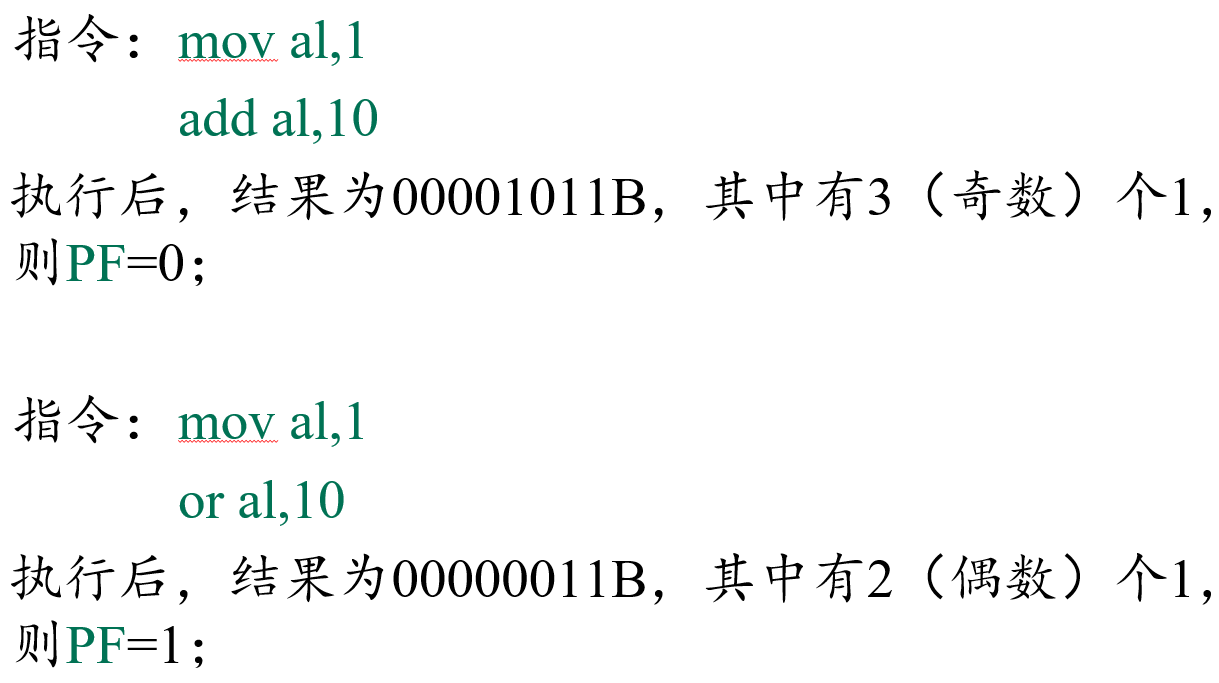 指令：mov al,1
add al,10
执行后，结果为00001011B，其中有3（奇数）个1，
则PF=0；
指令：mov al,1
or al,10
执行后，结果为00000011B，其中有2（偶数）个1，
则PF=1；